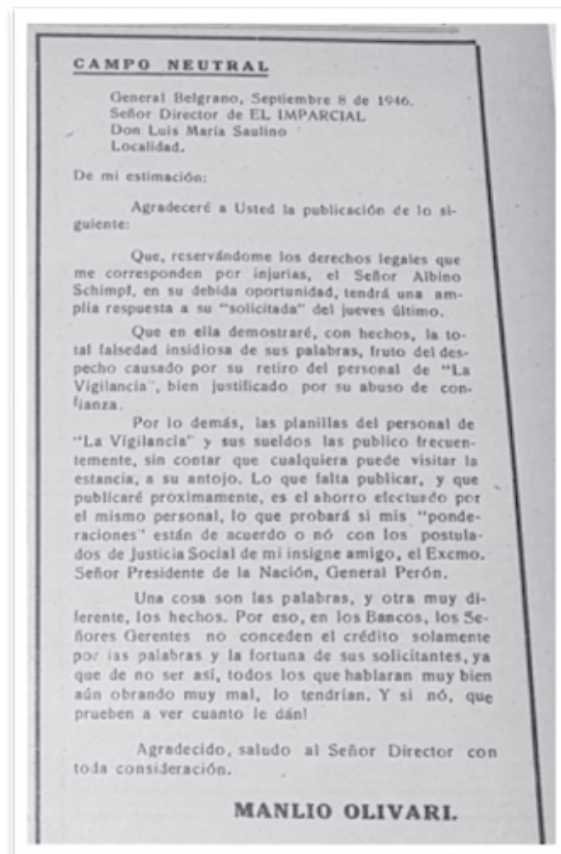 CAMPO NEUTRAL
General Belgrano, Septiembre 8 de 1946.
Señor Director de EL IMPARCIAL
Don Luis María Saulino
Localidad.
De mi estimación:
Agradeceré a Usted la publicación de lo si-
guiente:
Que, reservándome los derechos legales que
me corresponden por injurias, el Señor Albino
Schimpf, en su debida oportunidad, tendrá una am-
plia respuesta a su "solicitada" del jueves último.
Que en ella demostraré, con hechos, la to-
tal falsedad insidiosa de sus palabras, fruto del des-
pecho causado por su retiro del personal de "La
Vigilancia", bien justificado por su abuso de con-
fianza.
Por lo demás, las planillas del personal de
"La Vigilancia" y sus sueldos las publico frecuen-
temente, sin contar que cualquiera puede visitar la
estancia, a su antojo. Lo que falta publicar, y que
publicaré próximamente, es el ahorro efectuado por
el mismo personal, lo que probará si mis "ponde-
raciones" están de acuerdo o nó con los postula-
dos de Justicia Social de mi insigne amigo, el Excmo.
Señor Presidente de la Nación, General Perón.
Una cosa son las palabras, y otra muy di-
ferente, los hechos. Por eso, en los Bancos, los Se-
ñores Gerentes no conceden el crédito solamente
por las palabras y la fortuna de sus solicitantes, ya
que de no ser así, todos los que hablaran muy bien
aún obrando muy mal, lo tendrían. Y si nó, que
prueben a ver cuanto le dán!
Agradecido, saludo al Señor Director con
toda consideración.
MANLIO OLIVARI.